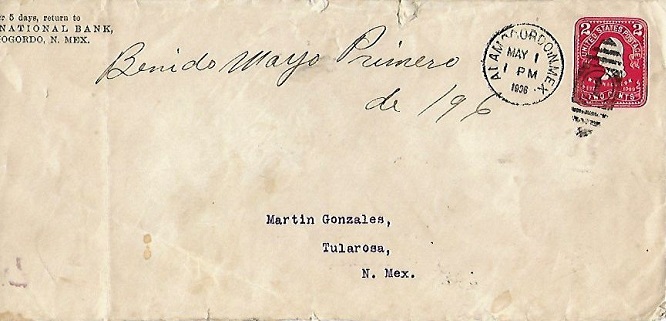 r 5 days, return to
NATIONAL BANK,
OGORDO, N. MEX.
Benido Mayo Primero
de 196
ALAMAGORDO, N. MEX.
MAY 1
1 PM
1906
UNITED STATES POSTAGE
2 2
TWO CENTS
Martin Gonzales,
Tularosa,
N. Mex.